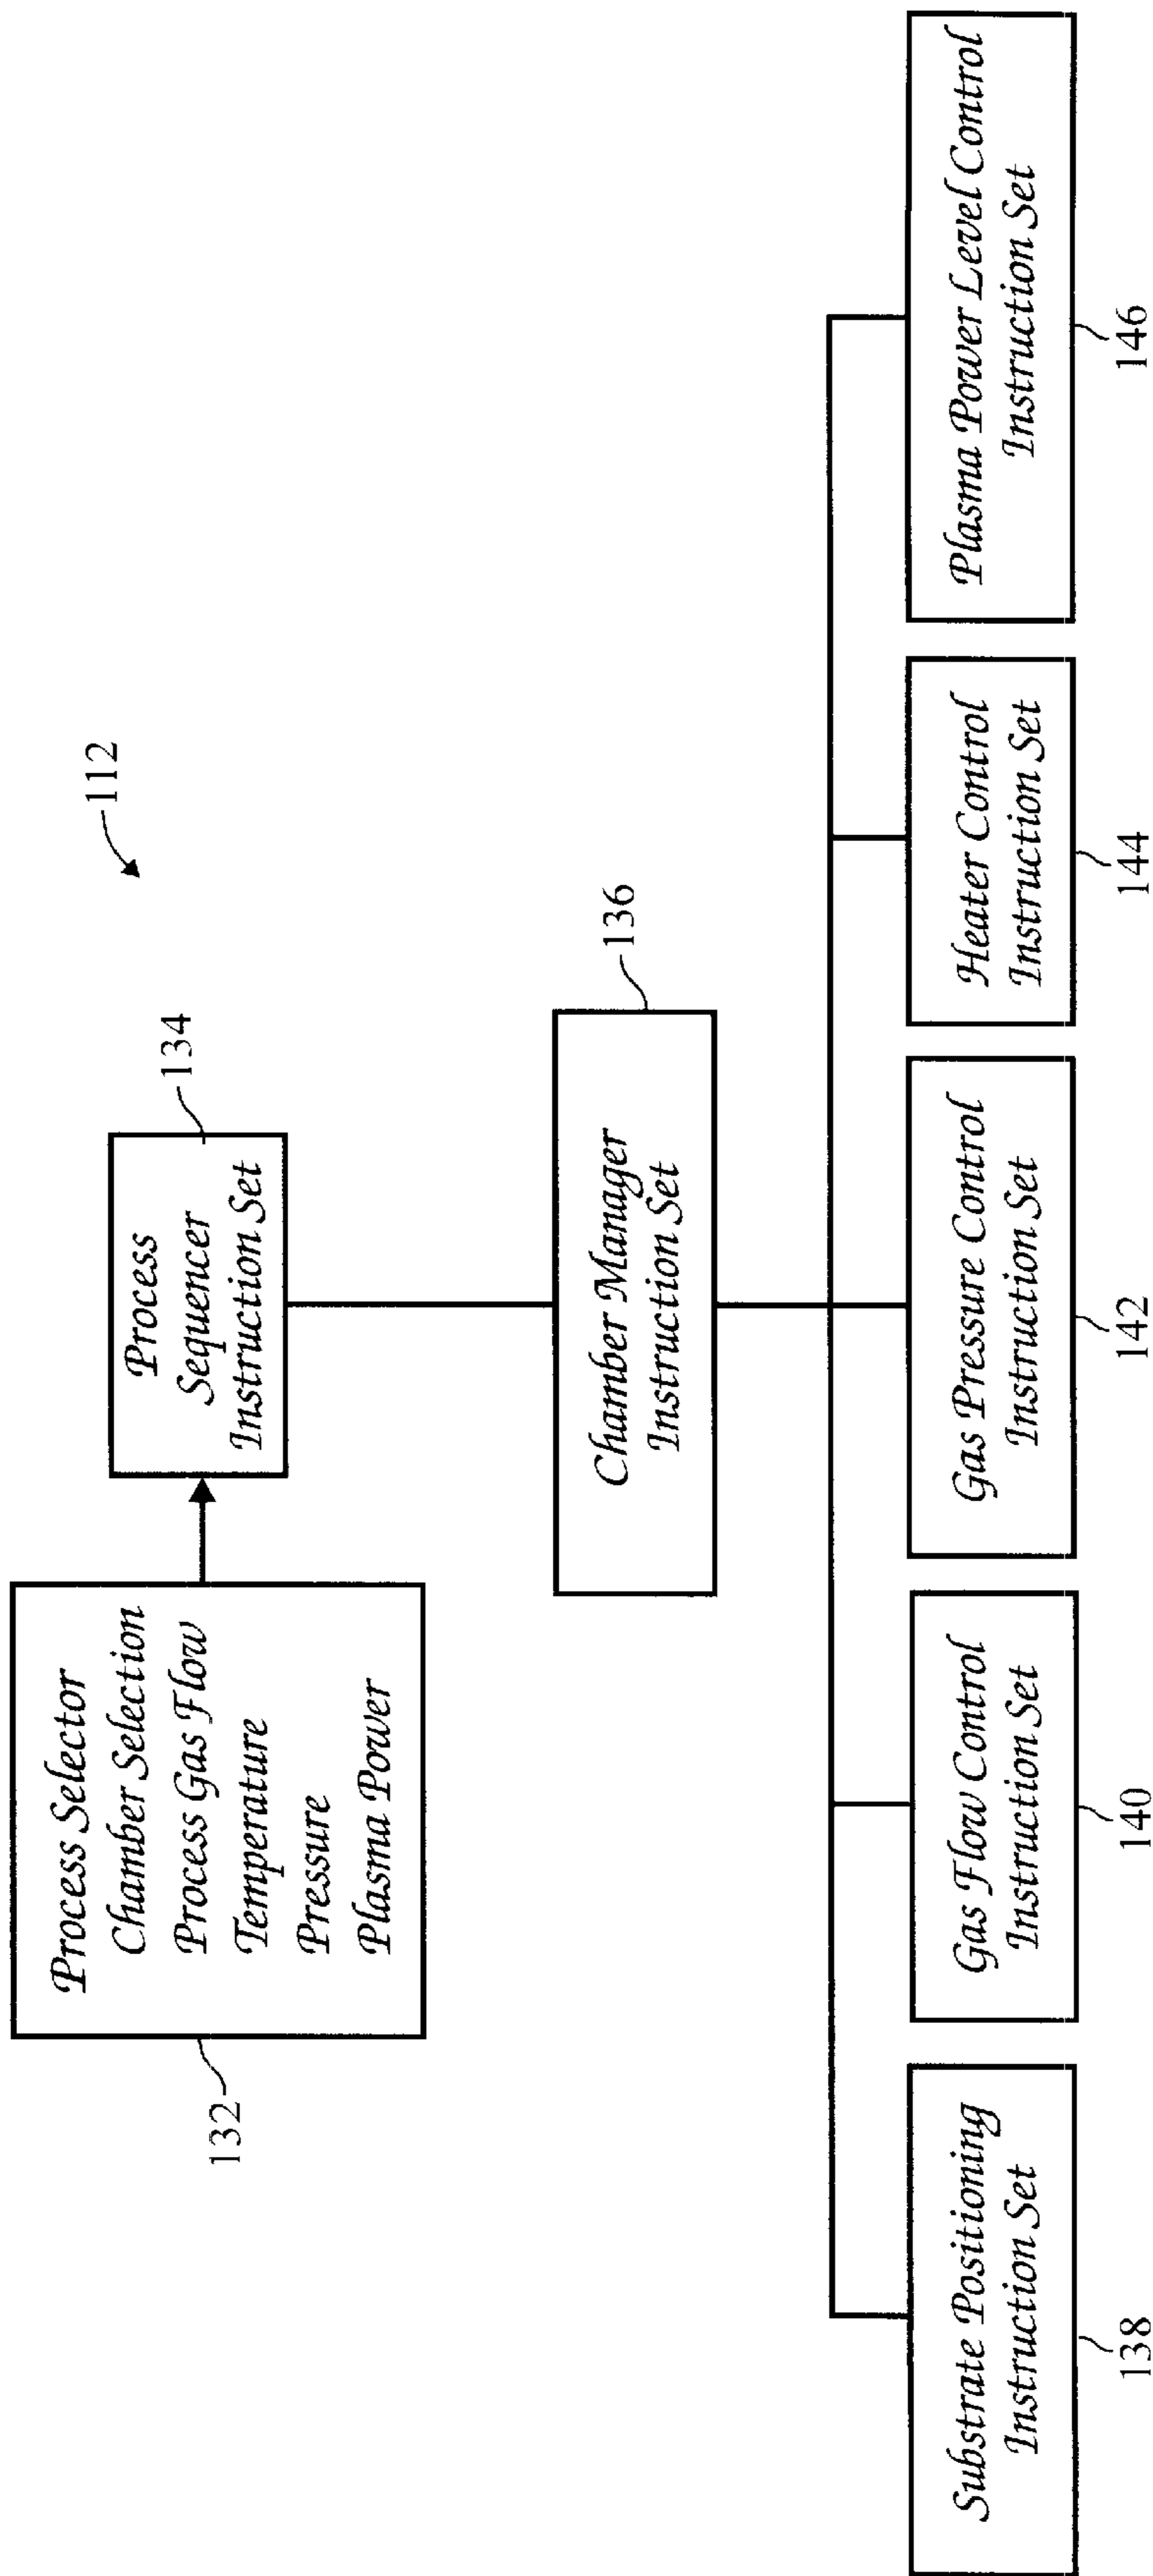 112
Process Selector
Chamber Selection
Process Gas Flow
Temperature
Pressure
Plasma Power
132
Process
Sequencer
Instruction Set
134
Chamber Manager
Instruction Set
136
Substrate Positioning
Instruction Set
138
Gas Flow Control
Instruction Set
140
Gas Pressure Control
Instruction Set
142
Heater Control
Instruction Set
144
Plasma Power Level Control
Instruction Set
146